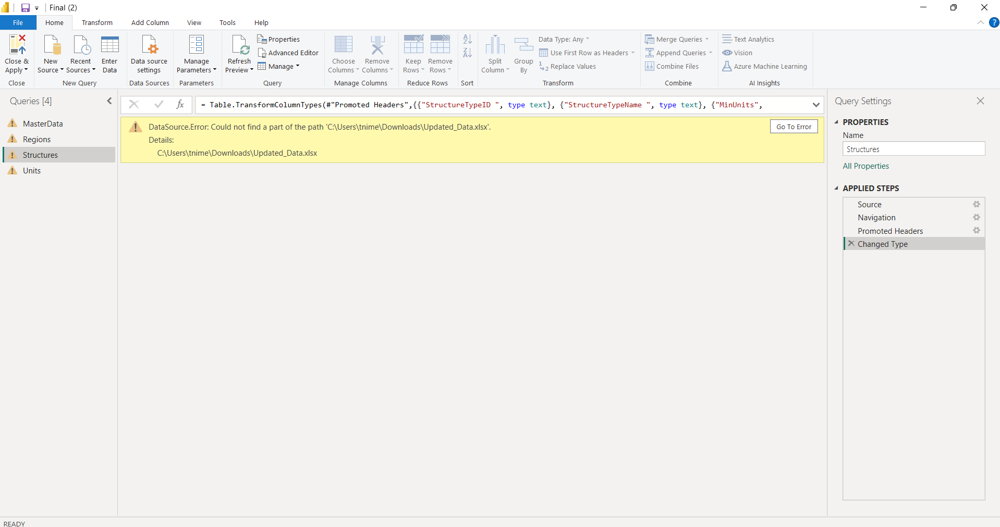 Final (2)
File
Home
Transform
Add Column
View
Tools
Help
?
Close & Apply
New Source
Recent Sources
Enter Data
Data source settings
Manage Parameters
Refresh Preview
Properties
Advanced Editor
Manage
Choose Columns
Remove Columns
Keep Rows
Remove Rows
A Z
Z A
Split Column
Group By
Data Type: Any
Use First Row as Headers
1 2 Replace Values
Merge Queries
Append Queries
Combine Files
Text Analytics
Vision
Azure Machine Learning
Close
New Query
Data Sources
Parameters
Query
Manage Columns
Reduce Rows
Sort
Transform
Combine
AI Insights
Queries [4]
MasterData
Regions
Structures
Units
fx
= Table.TransformColumnTypes(#"Promoted Headers",{{"StructureTypeID ", type text}, {"StructureTypeName ", type text}, {"MinUnits",
DataSource.Error: Could not find a part of the path 'C:\Users\tnime\Downloads\Updated_Data.xlsx'.
Details:
C:\Users\tnime\Downloads\Updated_Data.xlsx
Go To Error
Query Settings
PROPERTIES
Name
Structures
All Properties
APPLIED STEPS
Source
Navigation
Promoted Headers
Changed Type
READY